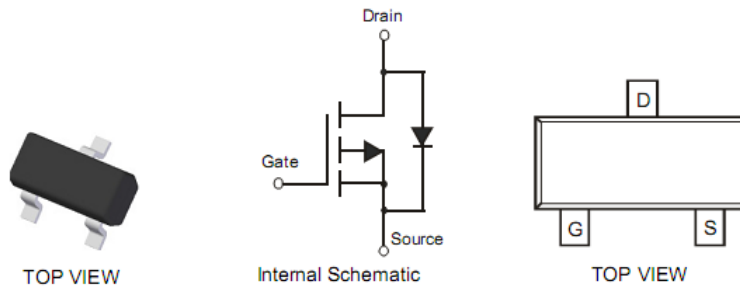 Drain
Gate
Source
D
G
S
TOP VIEW
Internal Schematic
TOP VIEW